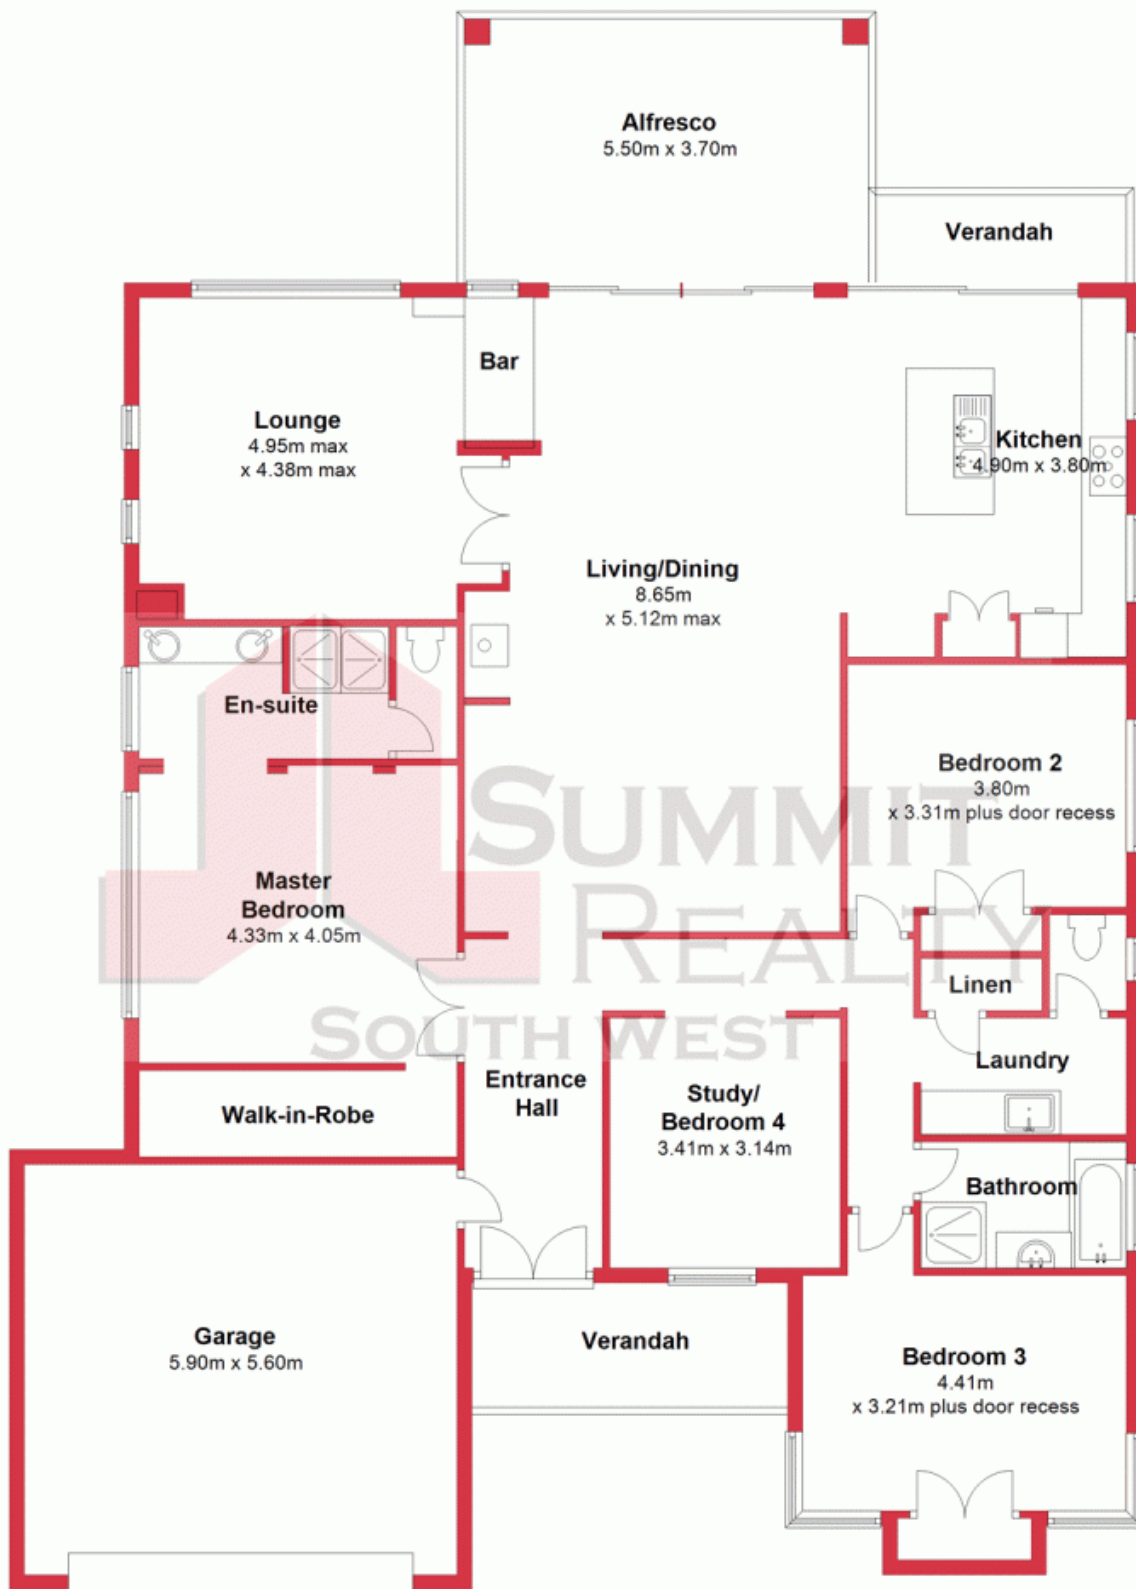 Alfresco
5.50m x 3.70m
Verandah
Bar
Lounge
4.95m max
x 4.38m max
Kitchen
4.90m x 3.80m
Living/Dining
8.65m
x 5.12m max
En-suite
Bedroom 2
3.80m
x 3.31m plus door recess
SUMMIT
REALTY
SOUTH WEST
Master
Bedroom
4.33m x 4.05m
Linen
Laundry
Entrance
Hall
Study/
Bedroom 4
3.41m x 3.14m
Walk-in-Robe
Bathroom
Garage
5.90m x 5.60m
Verandah
Bedroom 3
4.41m
x 3.21m plus door recess